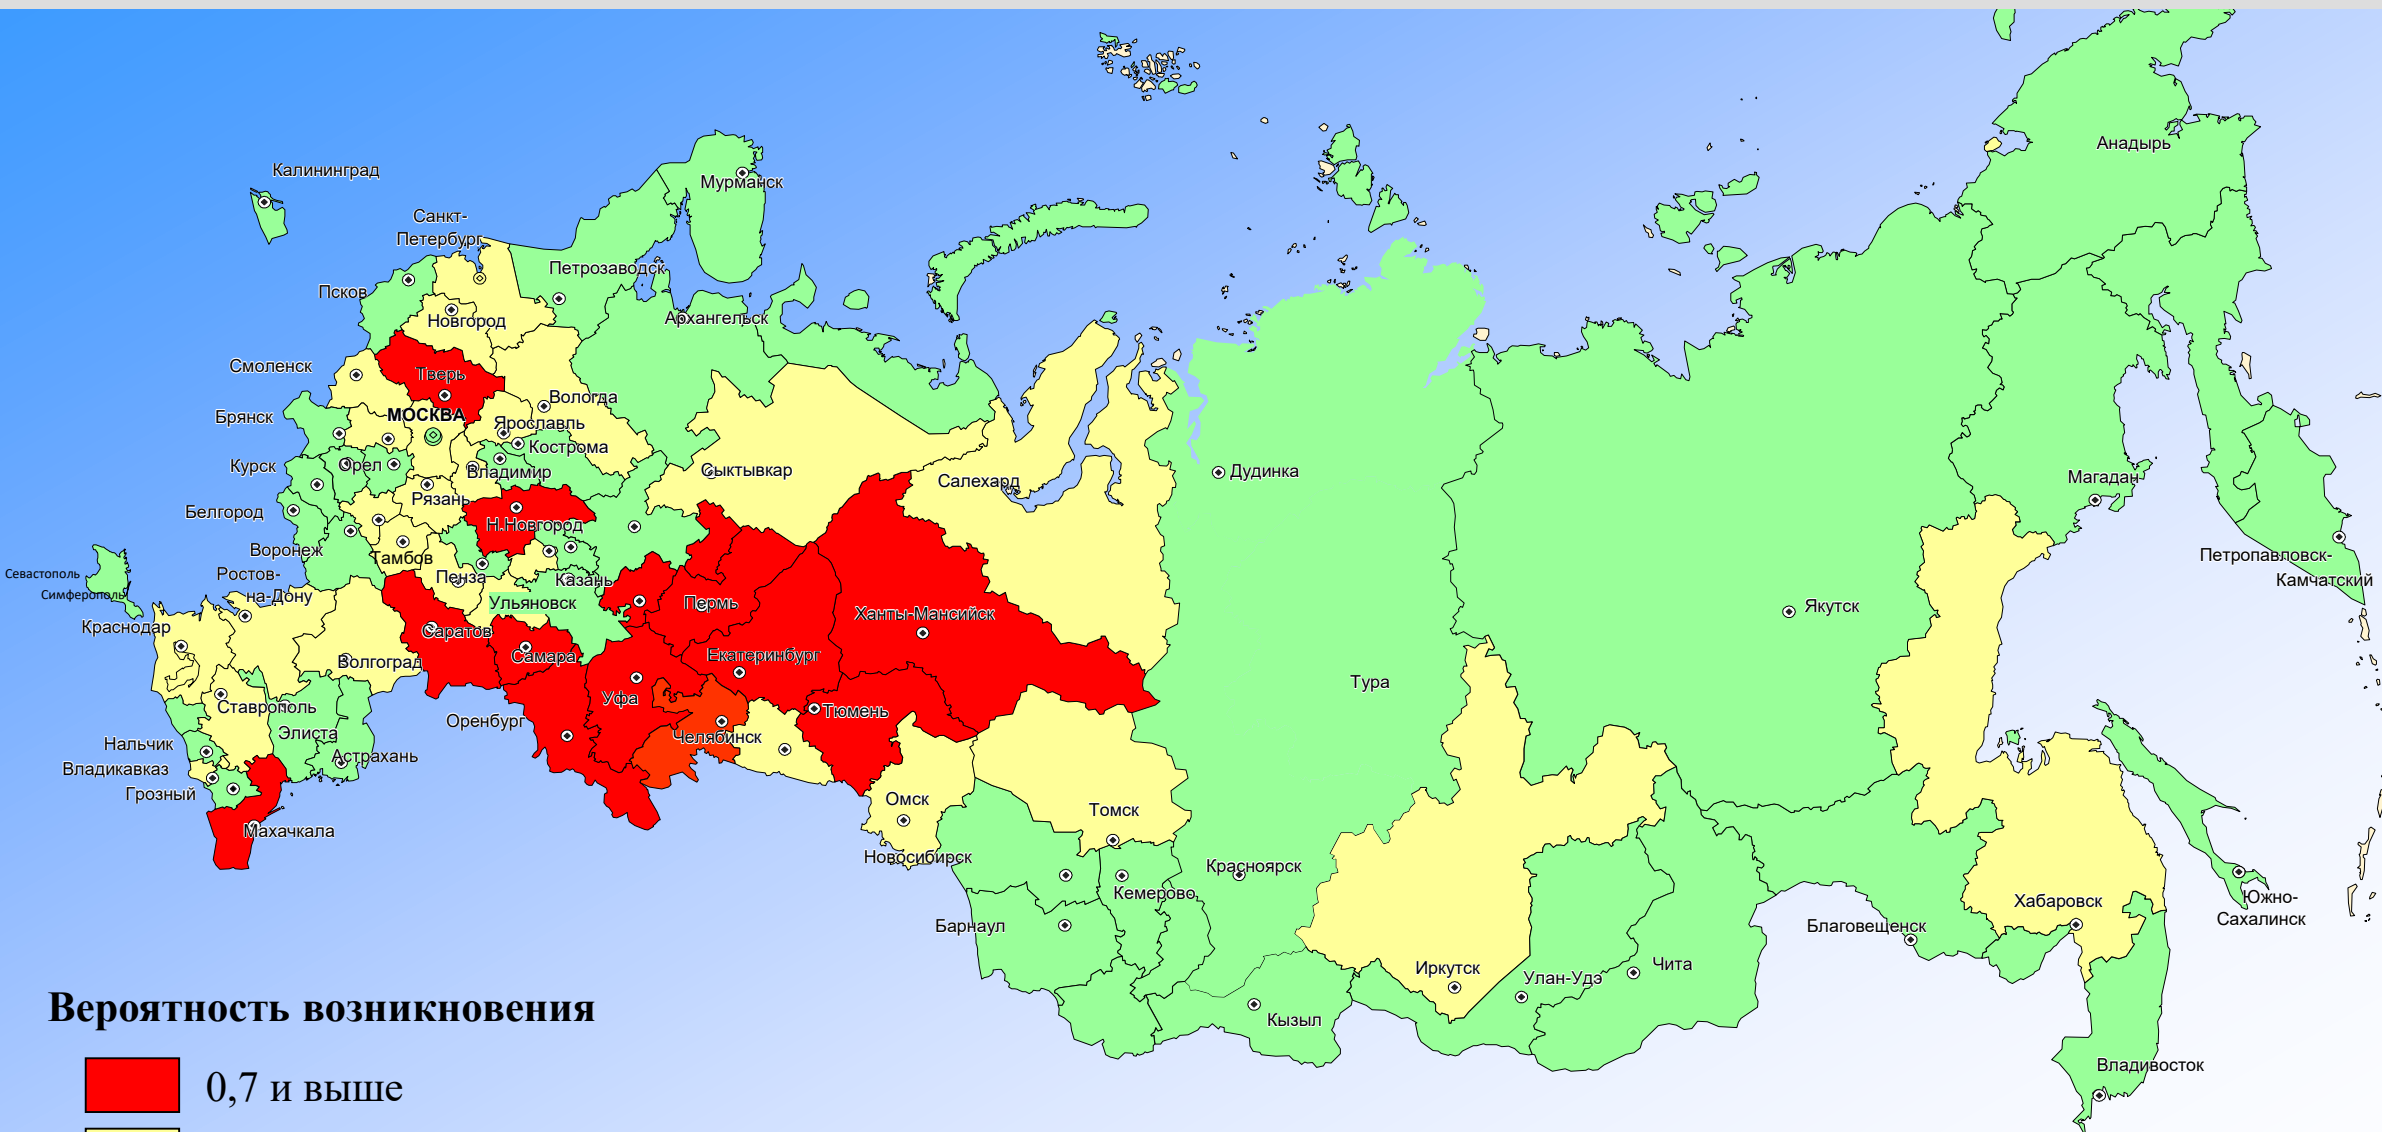 Калининград
Мурманск
Анадырь
Санкт-
Петербург
Петрозаводск
Псков
Архангельск
Новгород
Смоленск
Тверь
Вологда
Брянск
МОСКВА
Ярославль
Кострома
Курск
Орел
Владимир
Сыктывкар
Салехард
Дудинка
Магадан
Рязань
Белгород
Н.Новгород
Воронеж
Тамбов
Петропавловск-
Камчатский
Севастополь
Ростов-
на-Дону
Пенза
Казань
Симферополь
Ульяновск
Пермь
Ханты-Мансийск
Якутск
Краснодар
Саратов
Волгоград
Самара
Екатеринбург
Тура
Уфа
Ставрополь
Оренбург
Тюмень
Элиста
Челябинск
Нальчик
Астрахань
Владикавказ
Грозный
Омск
Томск
Махачкала
Новосибирск
Красноярск
Кемерово
Южно-
Сахалинск
Хабаровск
Барнаул
Благовещенск
Иркутск
Улан-Удэ
Чита
Кызыл
Владивосток
Вероятность возникновения
0,7 и выше